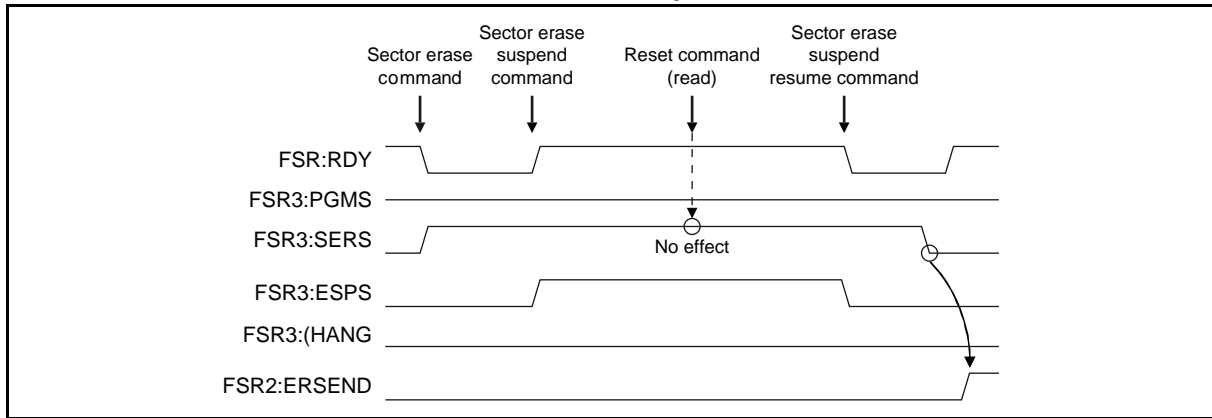 Sector erase
command
Sector erase
suspend
command
Reset command
(read)
Sector erase
suspend
resume command
FSR:RDY
FSR3:PGMS
FSR3:SERS
No effect
FSR3:ESPS
FSR3:(HANG
FSR2:ERSEND